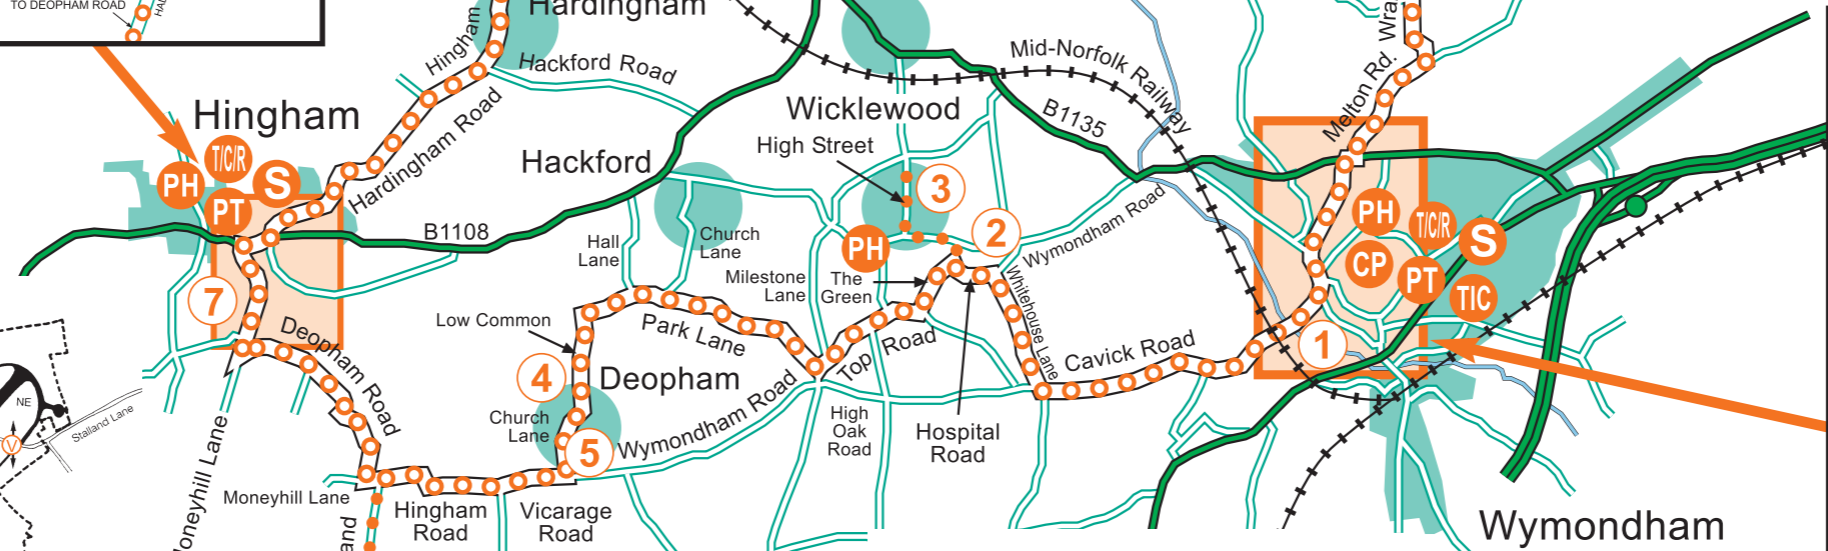 TO DEOPHAM ROAD
HAL
Hardingham
Hingham
Hackford Road
Mid-Norfolk Railway
Wra
Melton Rd.
Hingham
Hardingham Road
Wicklewood
B1135
High Street
Hackford
T/C/R
PH
S
PT
3
PH
T/C/R
S
CP
PT
TIC
B1108
Hall
Lane
Church
Lane
PH
2
Wymondham Road
Milestone
Lane
The
Green
Whitehouse Lane
7
Deopham Road
Low Common
Park Lane
Top Road
Cavick Road
1
4
Deopham
NE
Stalland Lane
V
Church
Lane
5
Wymondham Road
High
Oak
Road
Hospital
Road
Moneyhill Lane
Moneyhill Lane
Hingham
Road
Vicarage
Road
land
Wymondham